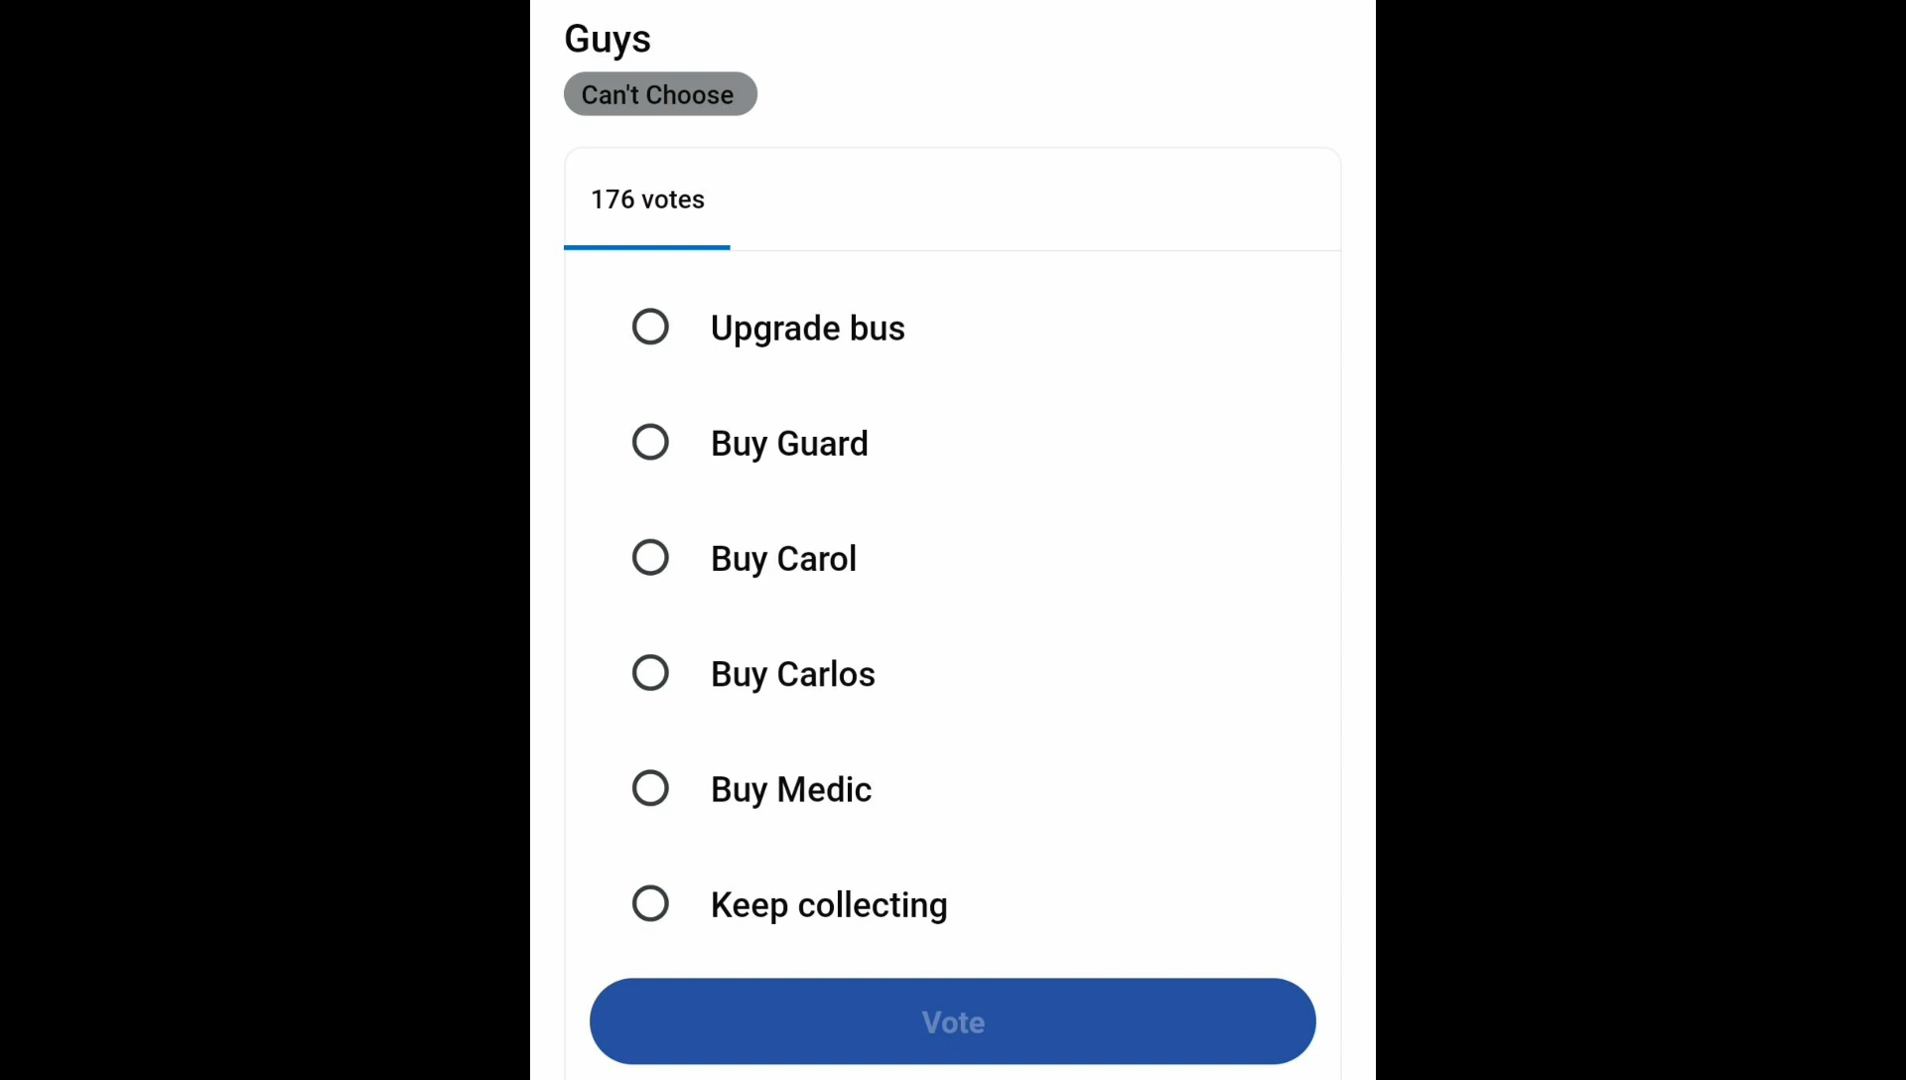 Guys
Can't Choose
176 votes
Upgrade bus
Buy Guard
Buy Carol
Buy Carlos
Buy Medic
Keep collecting
Vote